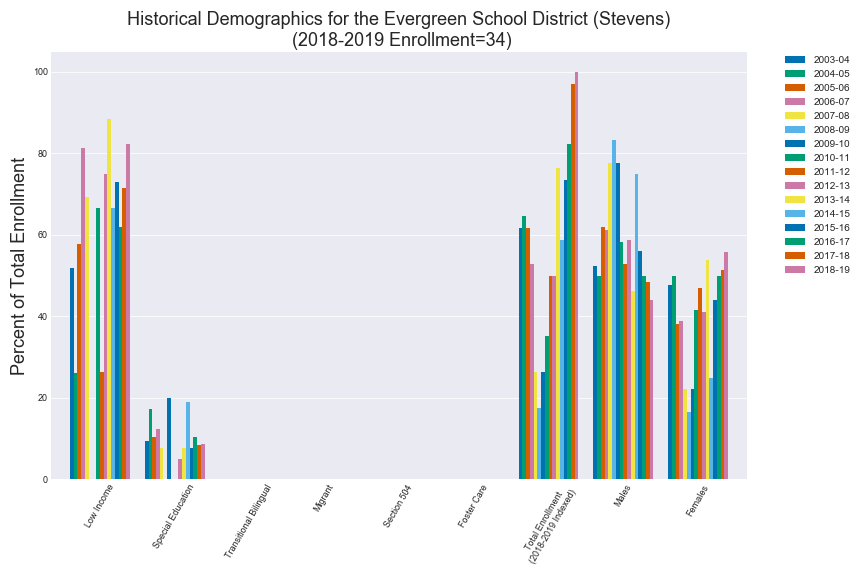 Historical Demographics for the Evergreen School District (Stevens)
(2018-2019 Enrollment=34)
Percent of Total Enrollment
100
80
60
40
20
0
Low Income
Special Education
Transitional Bilingual
Migrant
Section 504
Foster Care
Total Enrollment
(2018-2019 Indexed)
Males
Females
2003-04
2004-05
2005-06
2006-07
2007-08
2008-09
2009-10
2010-11
2011-12
2012-13
2013-14
2014-15
2015-16
2016-17
2017-18
2018-19